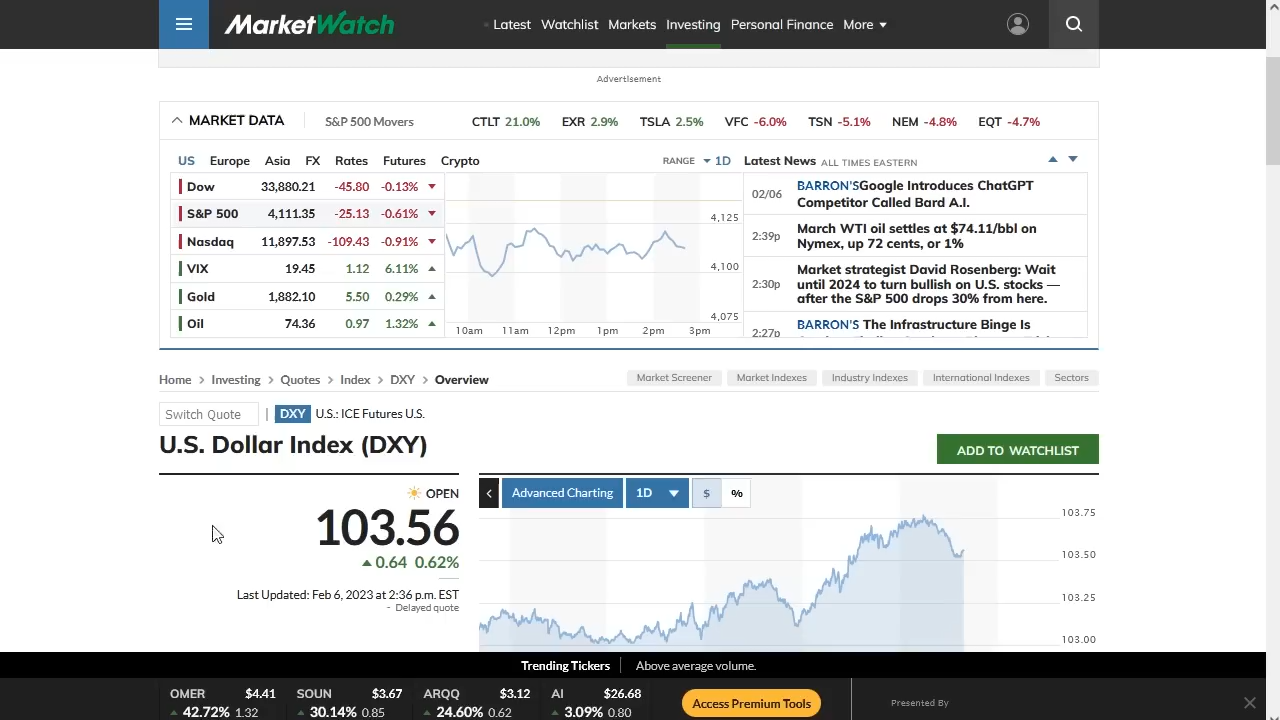 MarketWatch
Latest Watchlist Markets Investing Personal Finance More
Advertisement
MARKET DATA
S&P 500 Movers
CTLT 21.0% EXR 2.9% TSLA 2.5% VFC -6.0% TSN -5.1% NEM -4.8% EQT -4.7%
US Europe Asia FX Rates Futures Crypto
RANGE 1D
Dow 33,880.21 -45.80 -0.13%
S&P 500 4,111.35 -25.13 -0.61%
Nasdaq 11,897.53 -109.43 -0.91%
VIX 19.45 1.12 6.11%
Gold 1,882.10 5.50 0.29%
Oil 74.36 0.97 1.32%
4,125
4,100
4,075
10am 11am 12pm 1pm 2pm 3pm
Latest News ALL TIMES EASTERN
02/06 BARRON'S Google Introduces ChatGPT
Competitor Called Bard A.I.
2:39p March WTI oil settles at $74.11/bbl on
Nymex, up 72 cents, or 1%
2:30p Market strategist David Rosenberg: Wait
until 2024 to turn bullish on U.S. stocks —
after the S&P 500 drops 30% from here.
2:27p BARRON'S The Infrastructure Binge Is
Home > Investing > Quotes > Index > DXY > Overview
Market Screener Market Indexes Industry Indexes International Indexes Sectors
Switch Quote | DXY U.S.: ICE Futures U.S.
U.S. Dollar Index (DXY)
ADD TO WATCHLIST
OPEN
103.56
0.64 0.62%
Last Updated: Feb 6, 2023 at 2:36 p.m. EST
- Delayed quote
Advanced Charting 1D $ %
103.75
103.50
103.25
103.00
Trending Tickers | Above average volume.
OMER $4.41
42.72% 1.32
SOUN $3.67
30.14% 0.85
ARQQ $3.12
24.60% 0.62
AI $26.68
3.09% 0.80
Access Premium Tools
Presented By